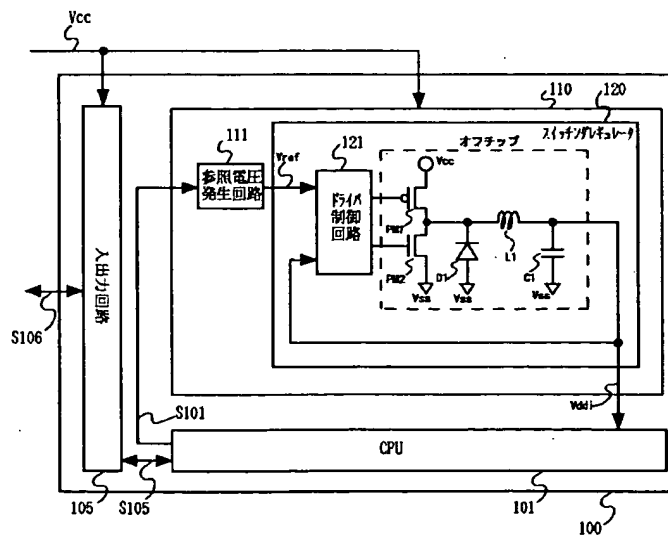 Vcc
110
120
スイッチングレギュレータ
オフチップ
111
参照電圧
発生回路
Vref
121
ドライバ
制御
回路
Vcc
PM1
PM2
Vss
D1
Vss
L1
C1
Vss
入出力回路
S106
S101
Vddi
CPU
105
S105
101
100